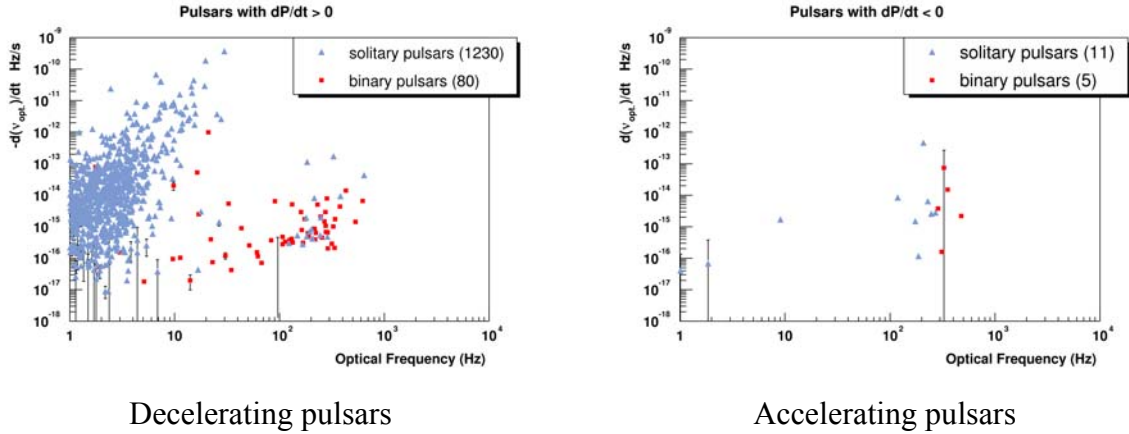 Pulsars with dP/dt > 0
-d(ν_opt.)/dt Hz/s
10^-9
10^-10
10^-11
10^-12
10^-13
10^-14
10^-15
10^-16
10^-17
10^-18
solitary pulsars (1230)
binary pulsars (80)
1 10 10^2 10^3 10^4
Optical Frequency (Hz)
Decelerating pulsars
Pulsars with dP/dt < 0
d(ν_opt.)/dt Hz/s
10^-9
10^-10
10^-11
10^-12
10^-13
10^-14
10^-15
10^-16
10^-17
10^-18
solitary pulsars (11)
binary pulsars (5)
1 10 10^2 10^3 10^4
Optical Frequency (Hz)
Accelerating pulsars